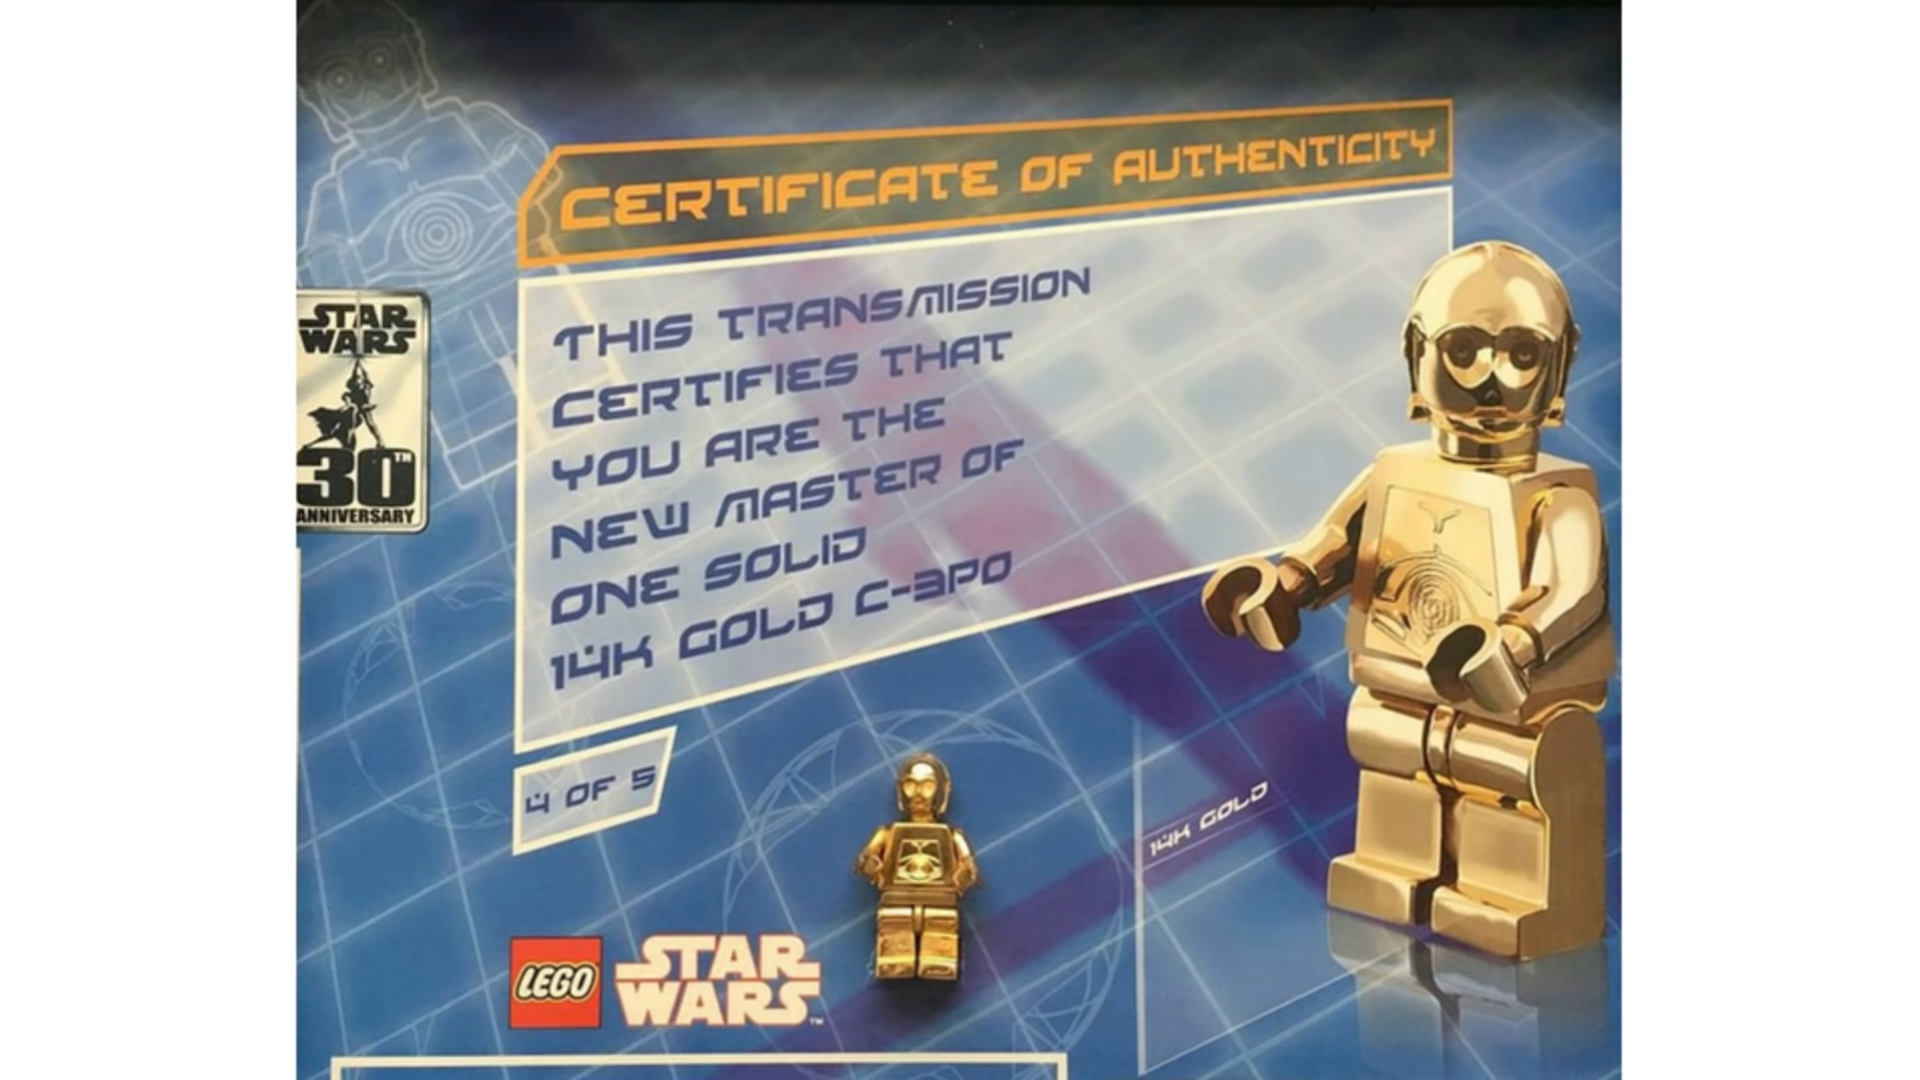 CERTIFICATE OF AUTHENTICITY
THIS TRANSMISSION
CERTIFIES THAT
YOU ARE THE
NEW MASTER OF
ONE SOLID
14K GOLD C-3PO
STAR
WARS
30TH
ANNIVERSARY
4 OF 5
14K GOLD
LEGO
STAR
WARS™